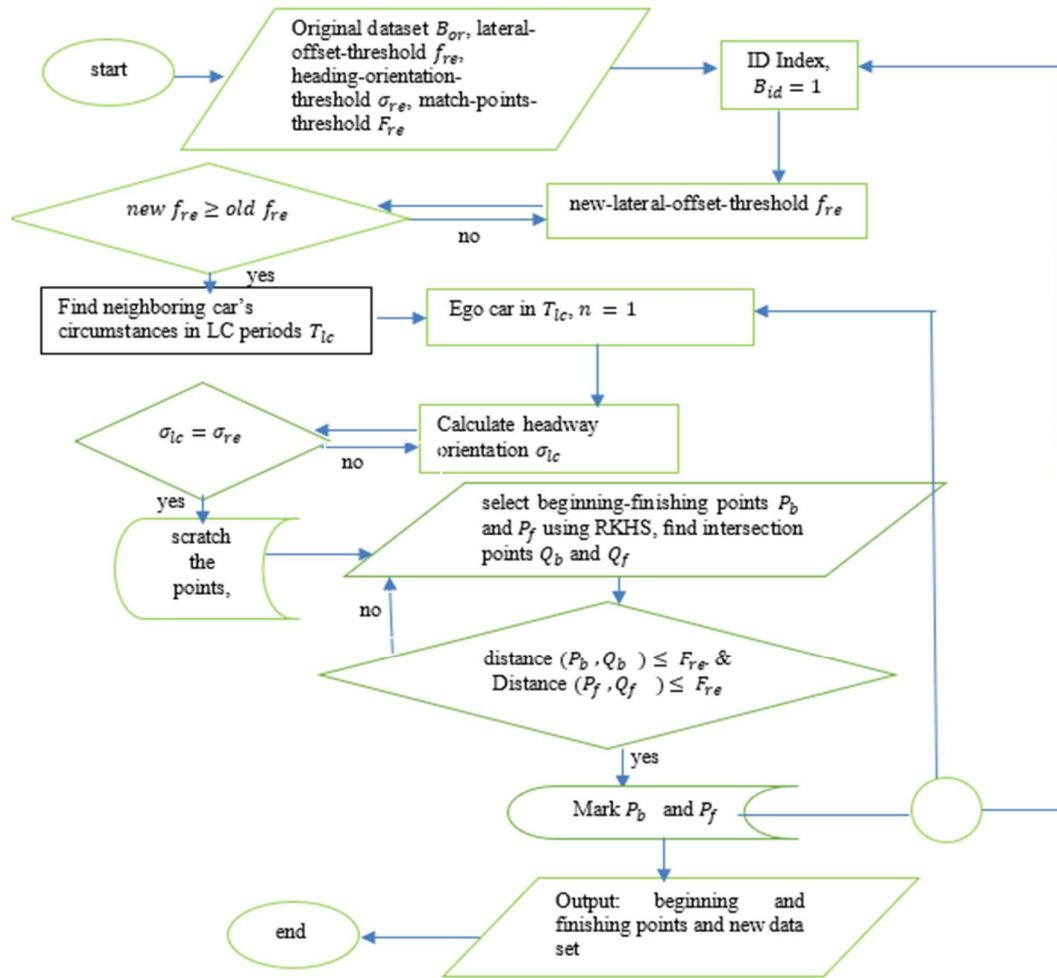 start
Original dataset B_or, lateral-
offset-threshold f_re,
heading-orientation-
threshold σ_re, match-points-
threshold F_re
ID Index,
B_id = 1
new f_re ≥ old f_re
new-lateral-offset-threshold f_re
no
yes
Find neighboring car's
circumstances in LC periods T_lc
Ego car in T_lc, n = 1
σ_lc = σ_re
Calculate headway
orientation σ_lc
no
yes
scratch
the
points,
select beginning-finishing points P_b
and P_f using RKHS, find intersection
points Q_b and Q_f
no
distance (P_b , Q_b ) ≤ F_re &
Distance (P_f , Q_f ) ≤ F_re
yes
Mark P_b and P_f
Output: beginning and
finishing points and new data
set
end